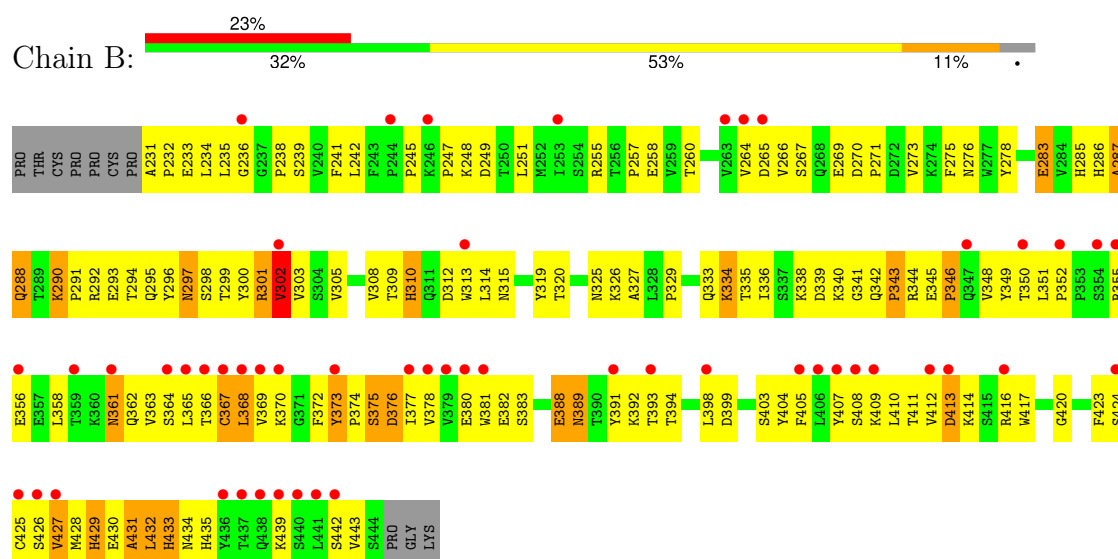 23%
Chain B:
32% 53% 11% •
PRO THR CYS PRO PRO CYS PRO A231 P232 E233 L234 L235 G236 G237 P238 S239 V240 F241 L242 F243 P244 P245 K246 P247 K248 D249 T250 L251 M252 I253 S254 R255 T256 P257 E258 V259 T260 V263 V264 D265 V266 S267 Q268 E269 D270 P271 D272 V273 K274 F275 N276 W277 Y278 E283 V284 H285 H286 A287
Q288 T289 K290 P291 R292 E293 T294 Q295 Y296 N297 S298 T299 Y300 R301 V302 V303 S304 V305 V308 T309 H310 Q311 D312 W313 L314 N315 Y319 T320 N325 K326 A327 L328 P329 Q333 K334 T335 I336 S337 K338 D339 K340 G341 Q342 P343 R344 E345 P346 Q347 V348 Y349 T350 L351 P352 P353 S354 R355
E356 E357 L358 T359 K360 N361 Q362 V363 S364 L365 T366 C367 L368 V369 K370 G371 F372 Y373 P374 S375 D376 I377 V378 V379 E380 W381 E382 S383 E388 N389 T390 Y391 K392 T393 T394 L398 D399 S403 Y404 F405 L406 Y407 S408 K409 L410 T411 V412 D413 K414 S415 R416 W417 G420 F423 S424
C425 S426 V427 M428 H429 E430 A431 L432 H433 N434 H435 Y436 T437 Q438 K439 S440 L441 S442 V443 S444 PRO GLY LYS